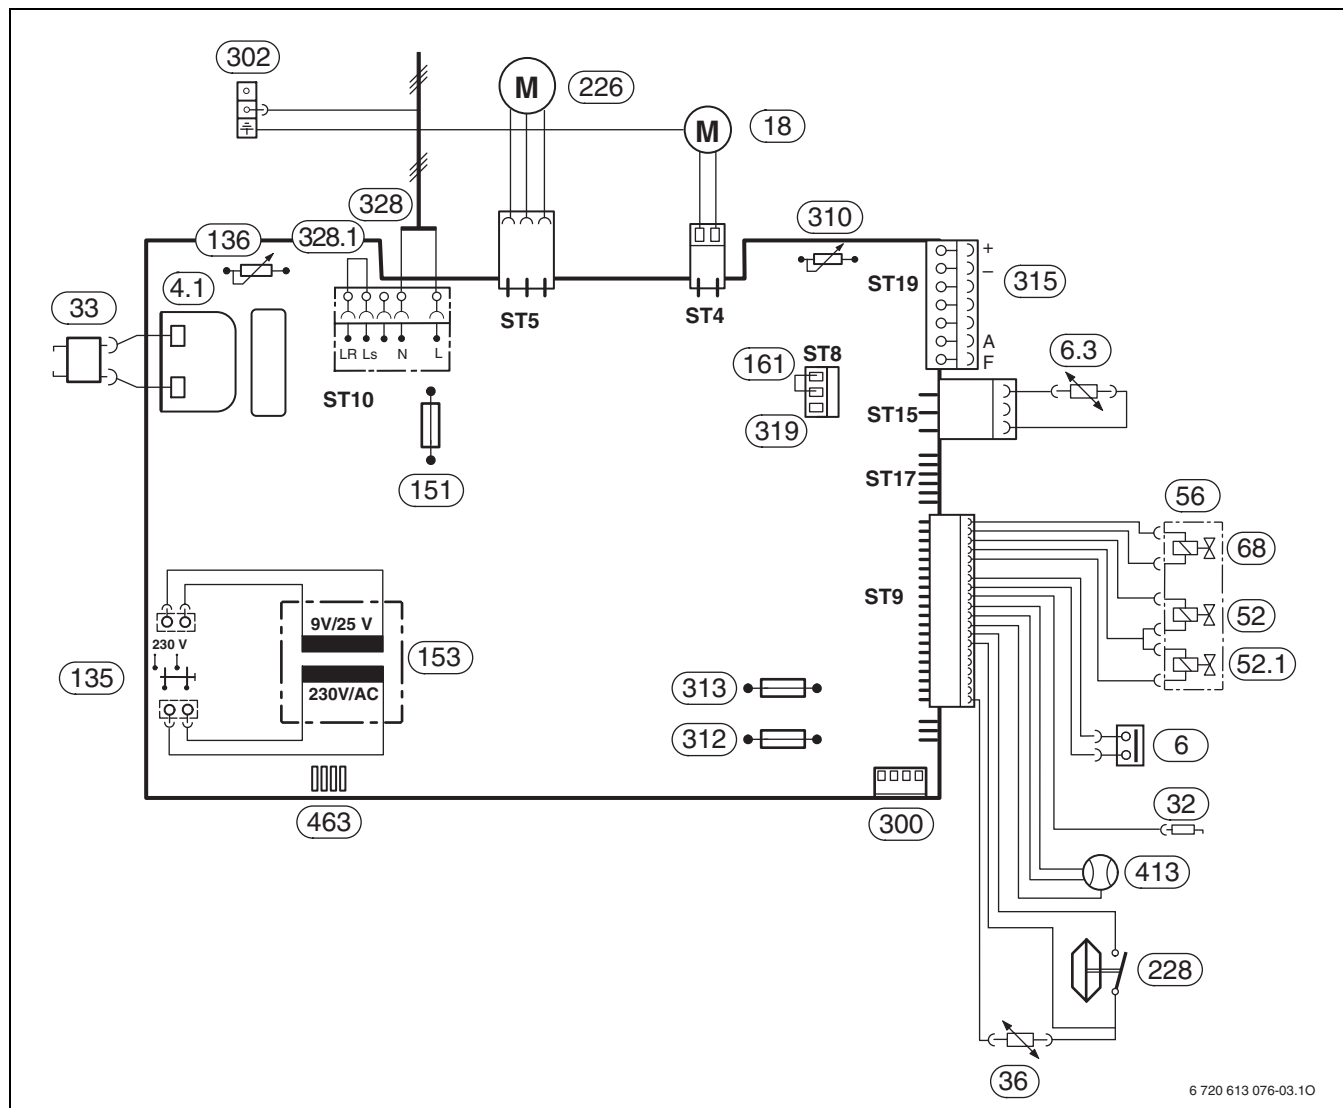 302
M
226
M
18
328
310
136
328.1
+
–
315
ST19
4.1
33
ST5
ST4
A
F
LR
Ls
N
L
ST8
161
6.3
ST10
ST15
319
151
ST17
56
68
ST9
52
9V/25 V
230 V
153
135
52.1
230V/AC
313
312
6
463
300
32
413
228
36
6 720 613 076-03.1O